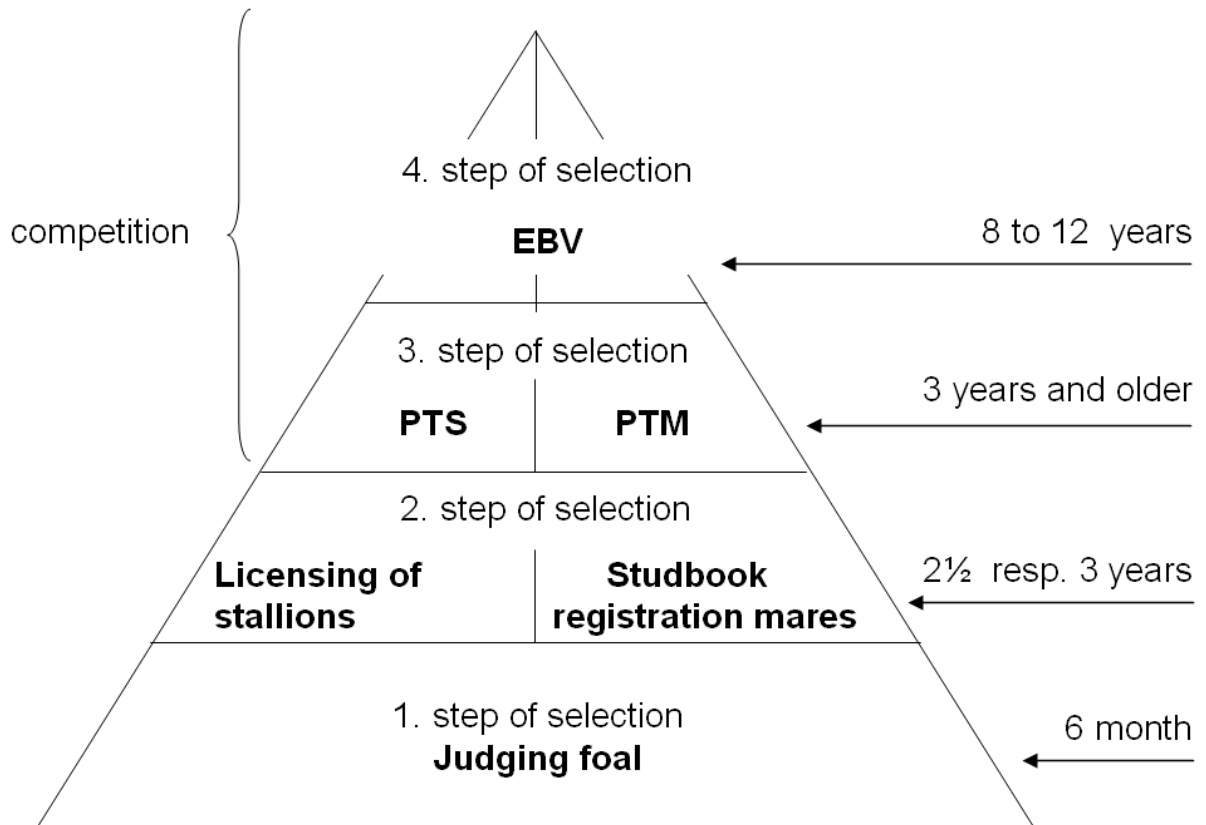 4. step of selection
competition
EBV
8 to 12 years
3. step of selection
3 years and older
PTS
PTM
2. step of selection
Licensing of
stallions
Studbook
registration mares
2½ resp. 3 years
1. step of selection
Judging foal
6 month